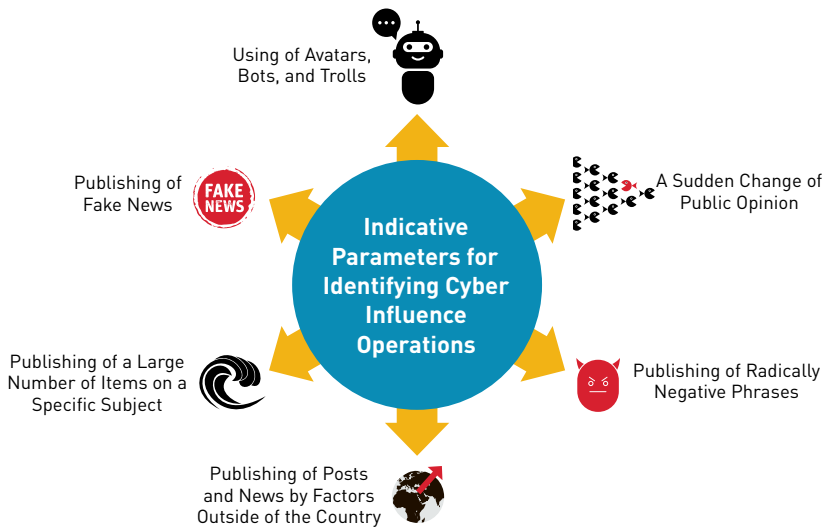 Using of Avatars,
Bots, and Trolls
Publishing of
Fake News
FAKE
NEWS
A Sudden Change of
Public Opinion
Indicative
Parameters for
Identifying Cyber
Influence
Operations
Publishing of a Large
Number of Items on a
Specific Subject
Publishing of Radically
Negative Phrases
Publishing of Posts
and News by Factors
Outside of the Country